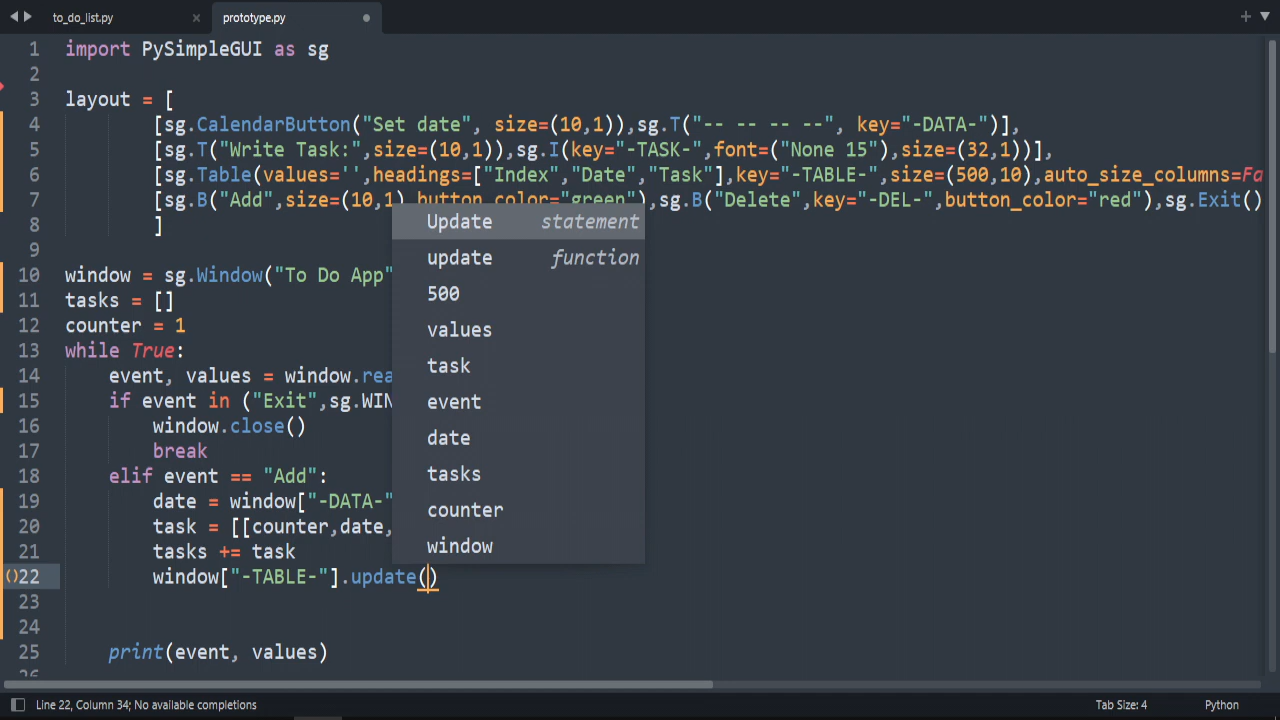 to_do_list.py × prototype.py
1 import PySimpleGUI as sg
2
3 layout = [
4 [sg.CalendarButton("Set date", size=(10,1)),sg.T("-- -- -- --", key="-DATA-")],
5 [sg.T("Write Task:",size=(10,1)),sg.I(key="-TASK-",font=("None 15"),size=(32,1))],
6 [sg.Table(values='',headings=["Index","Date","Task"],key="-TABLE-",size=(500,10),auto_size_columns=Fa
7 [sg.B("Add",size=(10,1),button_color="green"),sg.B("Delete",key="-DEL-",button_color="red"),sg.Exit()
8 ]
9
10 window = sg.Window("To Do App"
11 tasks = []
12 counter = 1
13 while True:
14 event, values = window.rea
15 if event in ("Exit",sg.WIN
16 window.close()
17 break
18 elif event == "Add":
19 date = window["-DATA-"
20 task = [[counter,date,
21 tasks += task
22 window["-TABLE-"].update()
23
24
25 print(event, values)
26
Update statement
update function
500
values
task
event
date
tasks
counter
window
Line 22, Column 34; No available completions Tab Size: 4 Python